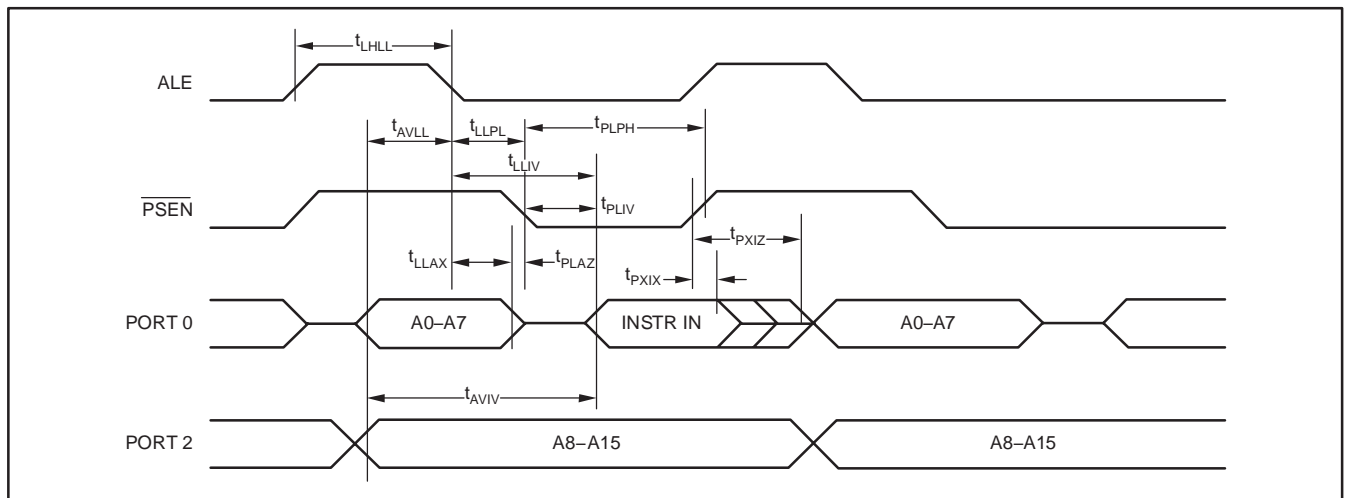 tLHLL
ALE
tAVLL
tLLPL
tPLPH
tLLIV
PSEN
tPLIV
tPXIZ
tLLAX
tPLAZ
tPXIX
PORT 0
A0–A7
INSTR IN
A0–A7
tAVIV
PORT 2
A8–A15
A8–A15